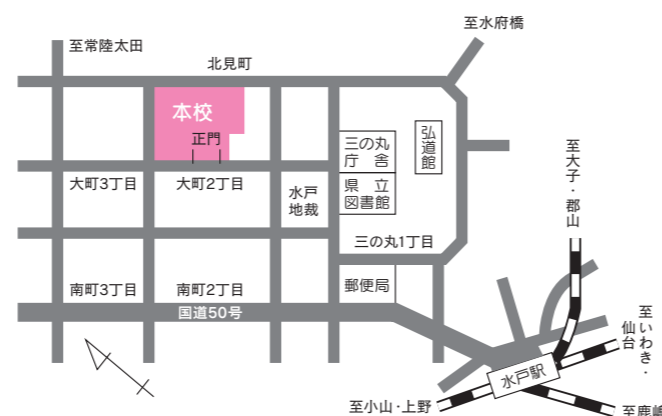 至水府橋
至常陸太田
北見町
本校
正門
三の丸
庁舎
弘道館
至大子・郡山
大町3丁目
大町2丁目
水戸
地裁
県立
図書館
三の丸1丁目
南町3丁目
南町2丁目
郵便局
国道50号
至いわき・
仙台
水戸駅
至小山・上野
至鹿嶋